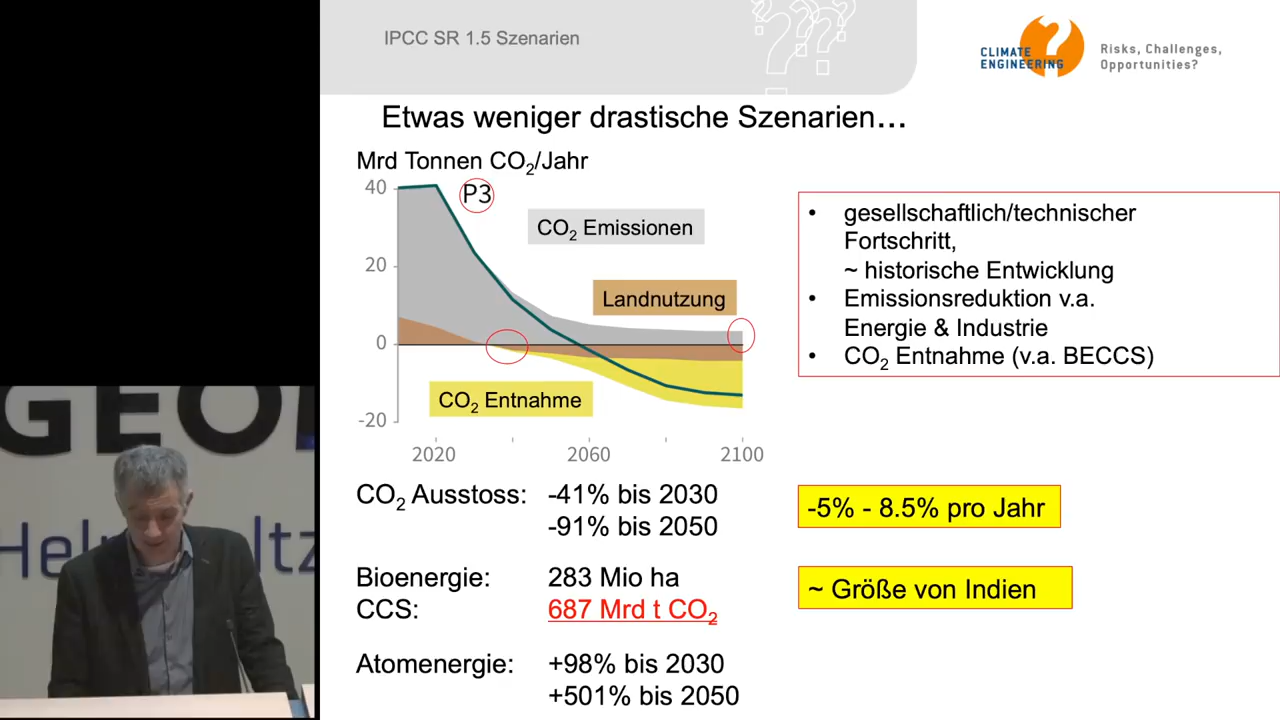 IPCC SR 1.5 Szenarien
CLIMATE
ENGINEERING
Risks, Challenges,
Opportunities?
Etwas weniger drastische Szenarien…
Mrd Tonnen CO₂/Jahr
40
20
0
-20
P3
CO₂ Emissionen
Landnutzung
CO₂ Entnahme
2020
2060
2100
• gesellschaftlich/technischer
Fortschritt,
~ historische Entwicklung
• Emissionsreduktion v.a.
Energie & Industrie
• CO₂ Entnahme (v.a. BECCS)
CO₂ Ausstoss: -41% bis 2030
-91% bis 2050
-5% - 8.5% pro Jahr
Bioenergie: 283 Mio ha
CCS: 687 Mrd t CO₂
~ Größe von Indien
Atomenergie: +98% bis 2030
+501% bis 2050
GEO
Hel ltz